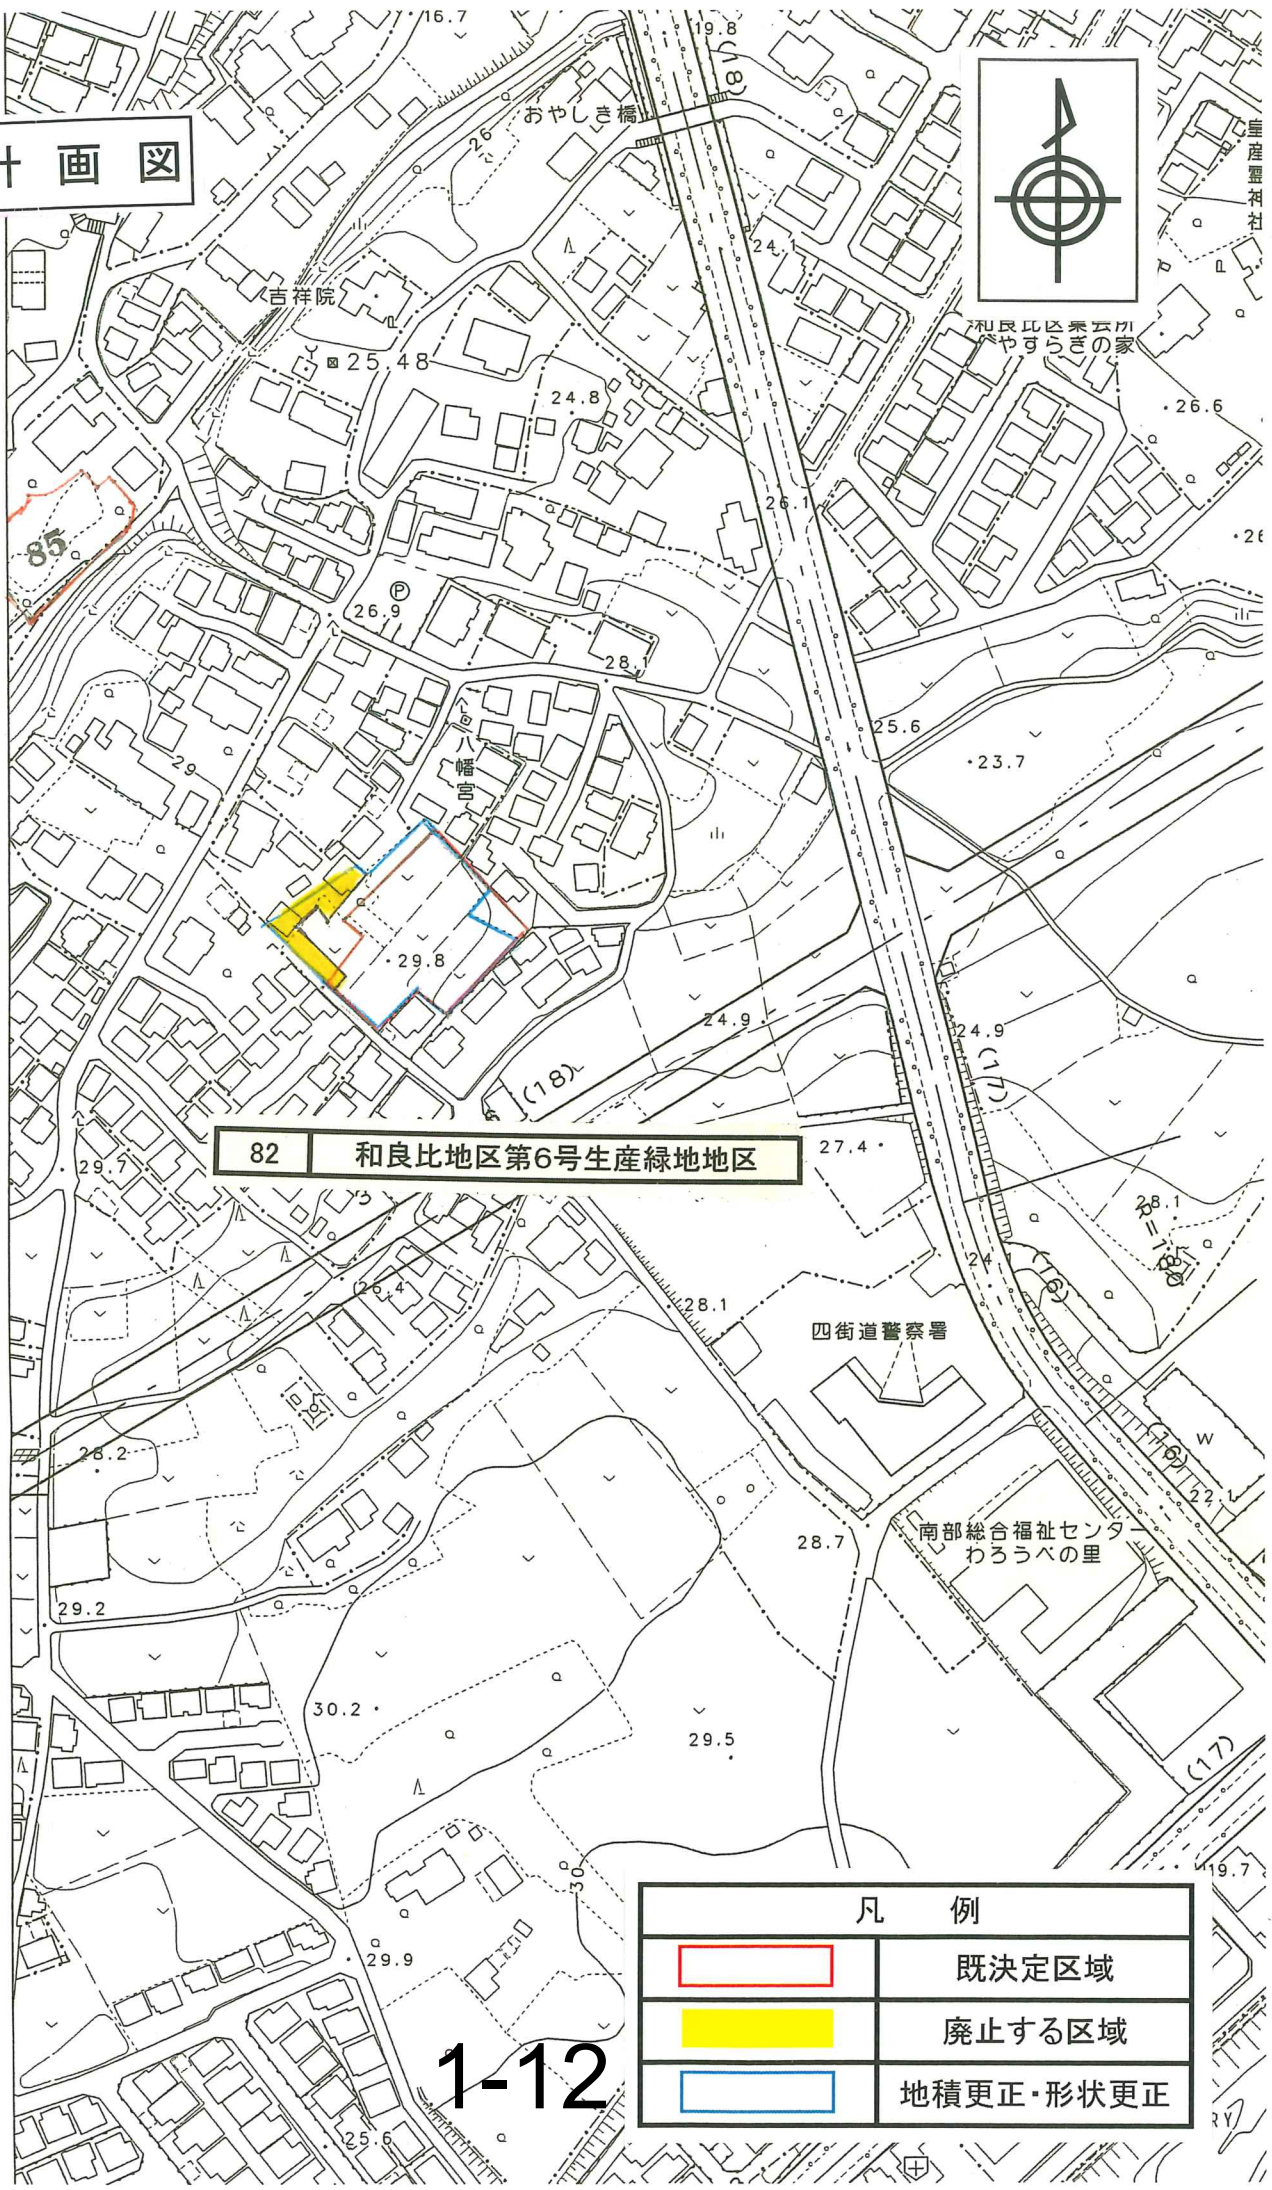 16.7
19.8
(18)
おやしき橋
26
皇産霊神社
計画図
24.1
吉祥院
和良比区集会所
やすらぎの家
25.48
24.8
26.6
26.1
85
P
26.9
28.1
25.6
八幡宮
29
23.7
29.8
24.9
24.9
(17)
(18)
82 和良比地区第6号生産緑地地区
27.4
29.7
28.1
R=180
24.1
(16)
26.4
28.1
四街道警察署
W
(16)
28.2
22.1
28.7
南部総合福祉センター
わろうべの里
29.2
30.2
29.5
(17)
30
19.7
凡 例
29.9
既決定区域
廃止する区域
1-12
地積更正・形状更正
25.6